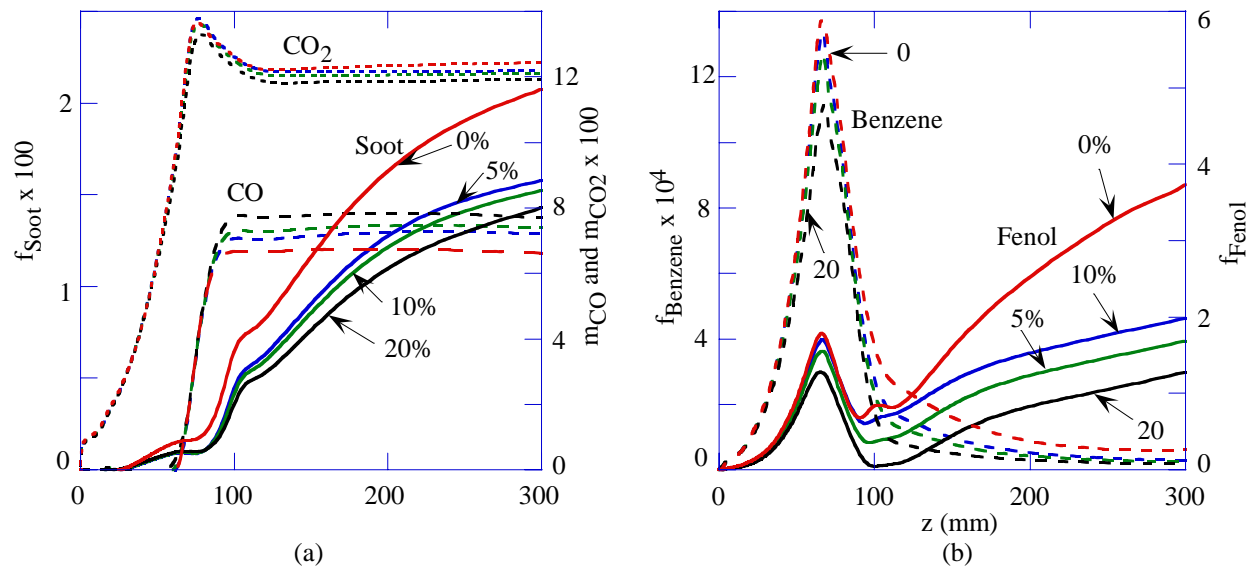 CO2
Soot
0%
5%
CO
10%
20%
0
1
2
0
4
8
12
0
100
200
300
f_Soot x 100
m_CO and m_CO2 x 100
(a)
0
Benzene
20
Fenol
0%
10%
5%
20
0
4
8
12
0
2
4
6
0
100
200
300
f_Benzene x 10^4
f_Fenol
z (mm)
(b)